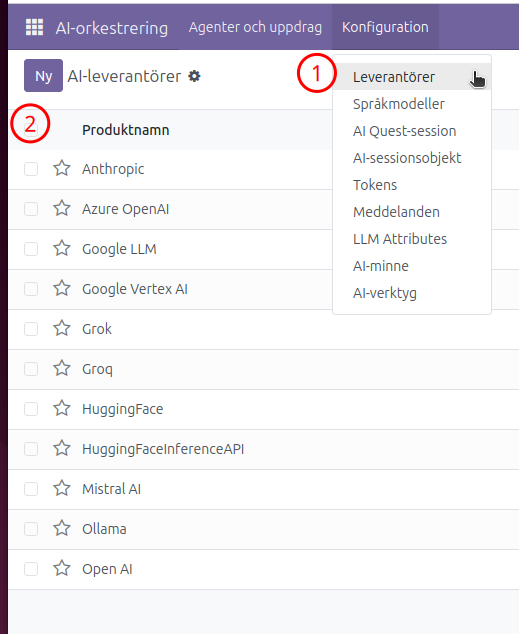 AI-orkestrering Agenter och uppdrag Konfiguration
Ny AI-leverantörer
1
Leverantörer
Språkmodeller
AI Quest-session
AI-sessionsobjekt
Tokens
Meddelanden
LLM Attributes
AI-minne
AI-verktyg
2
Produktnamn
Anthropic
Azure OpenAI
Google LLM
Google Vertex AI
Grok
Groq
HuggingFace
HuggingFaceInferenceAPI
Mistral AI
Ollama
Open AI